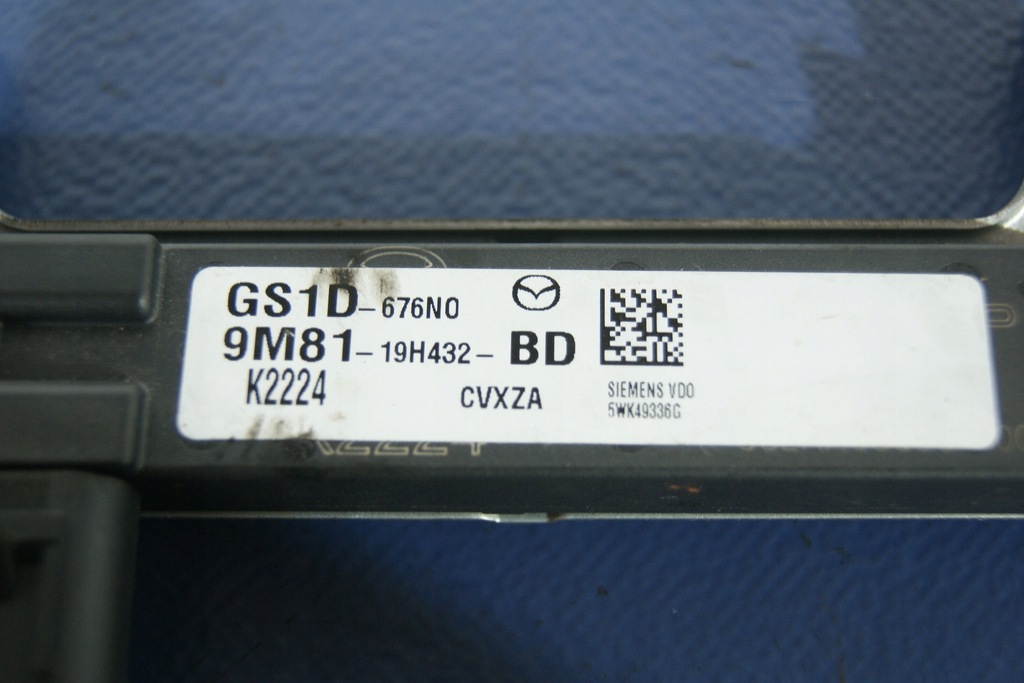 GS1D-676N0
9M81-19H432-BD
K2224
CVXZA
SIEMENS VDO
5WK49336G